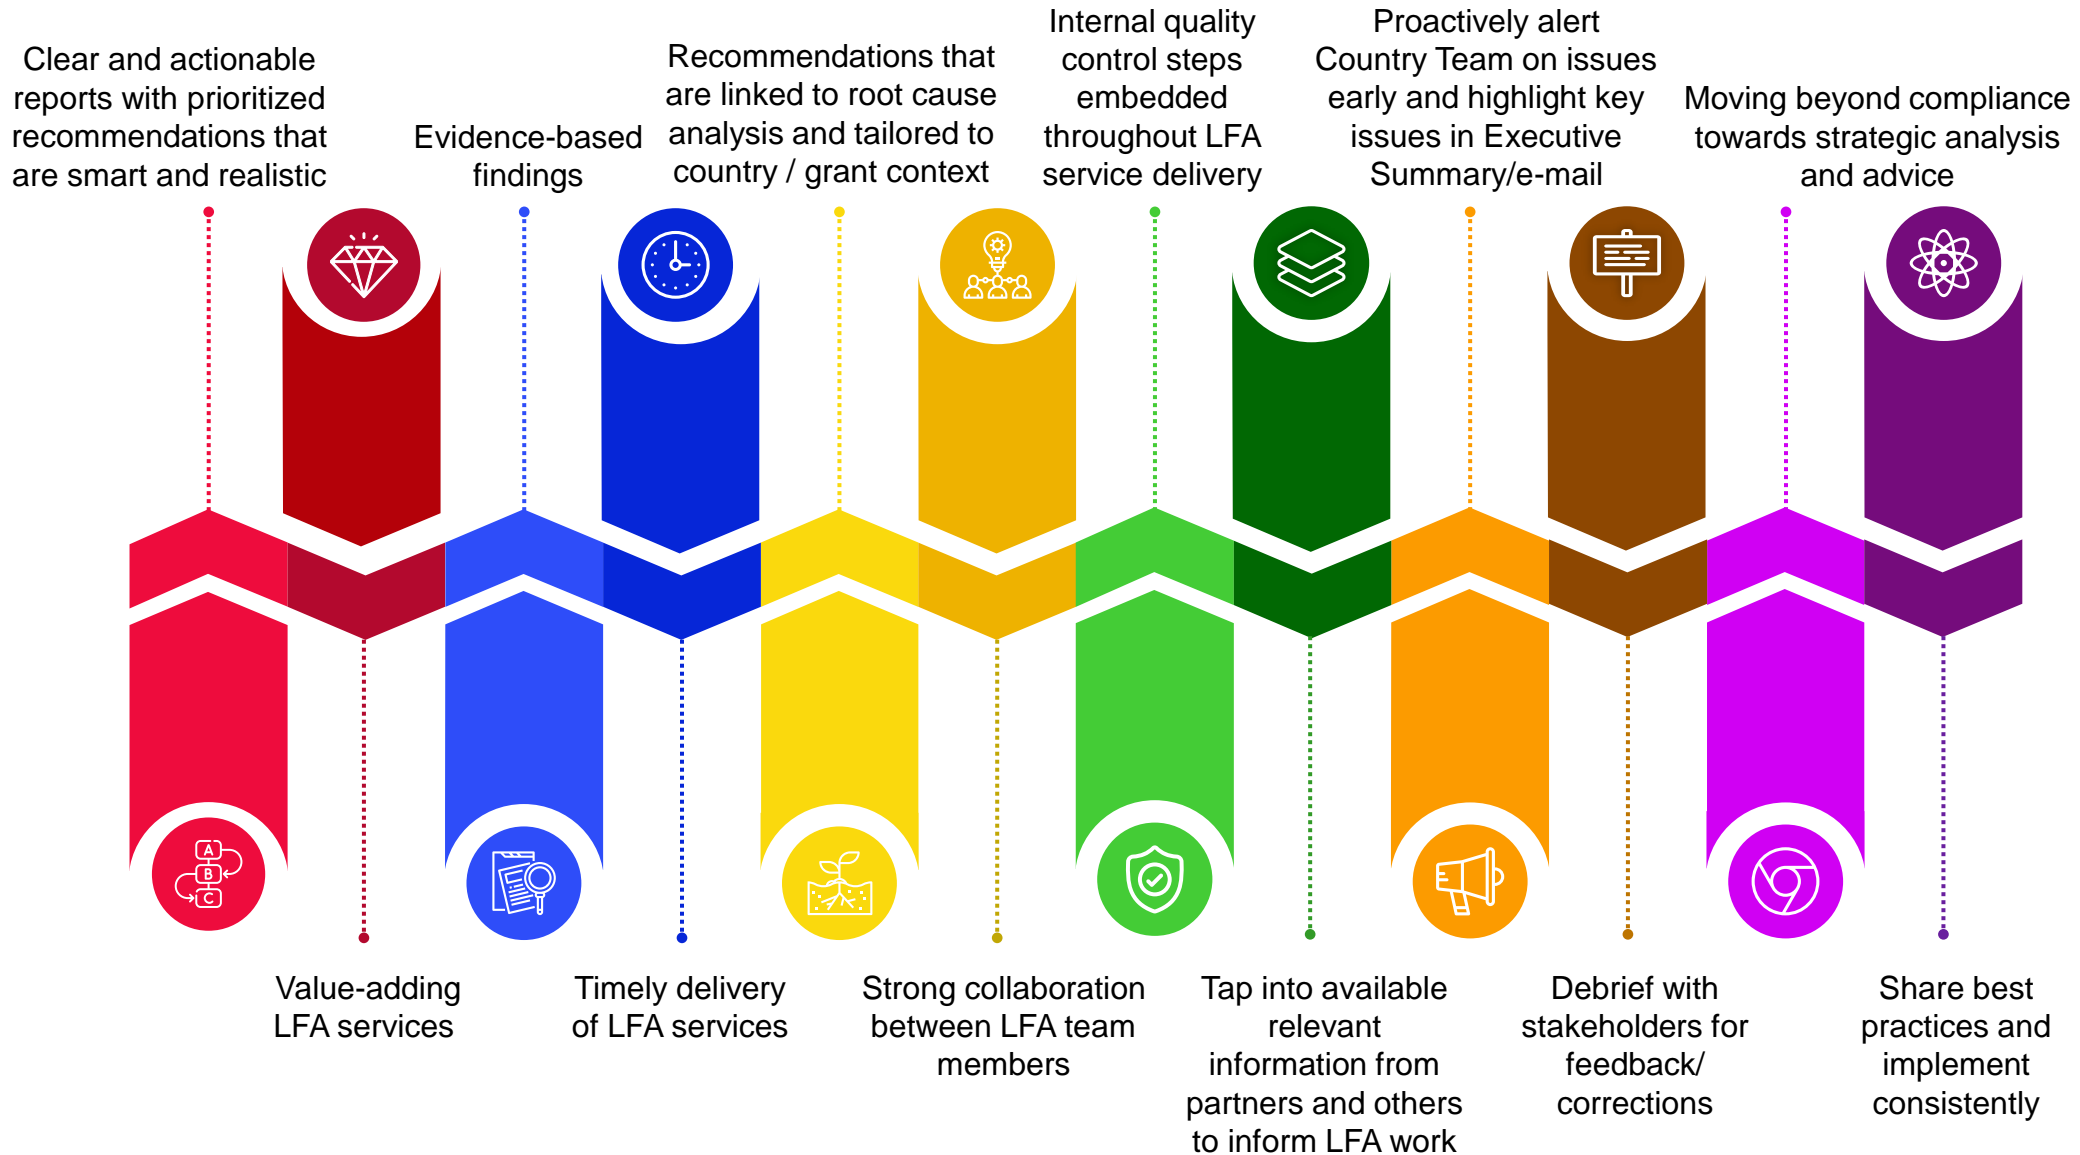 Clear and actionable
reports with prioritized
recommendations that
are smart and realistic
Evidence-based
findings
Recommendations that
are linked to root cause
analysis and tailored to
country / grant context
Internal quality
control steps
embedded
throughout LFA
service delivery
Proactively alert
Country Team on issues
early and highlight key
issues in Executive
Summary/e-mail
Moving beyond compliance
towards strategic analysis
and advice
A
B
C
Value-adding
LFA services
Timely delivery
of LFA services
Strong collaboration
between LFA team
members
Tap into available
relevant
information from
partners and others
to inform LFA work
Debrief with
stakeholders for
feedback/
corrections
Share best
practices and
implement
consistently